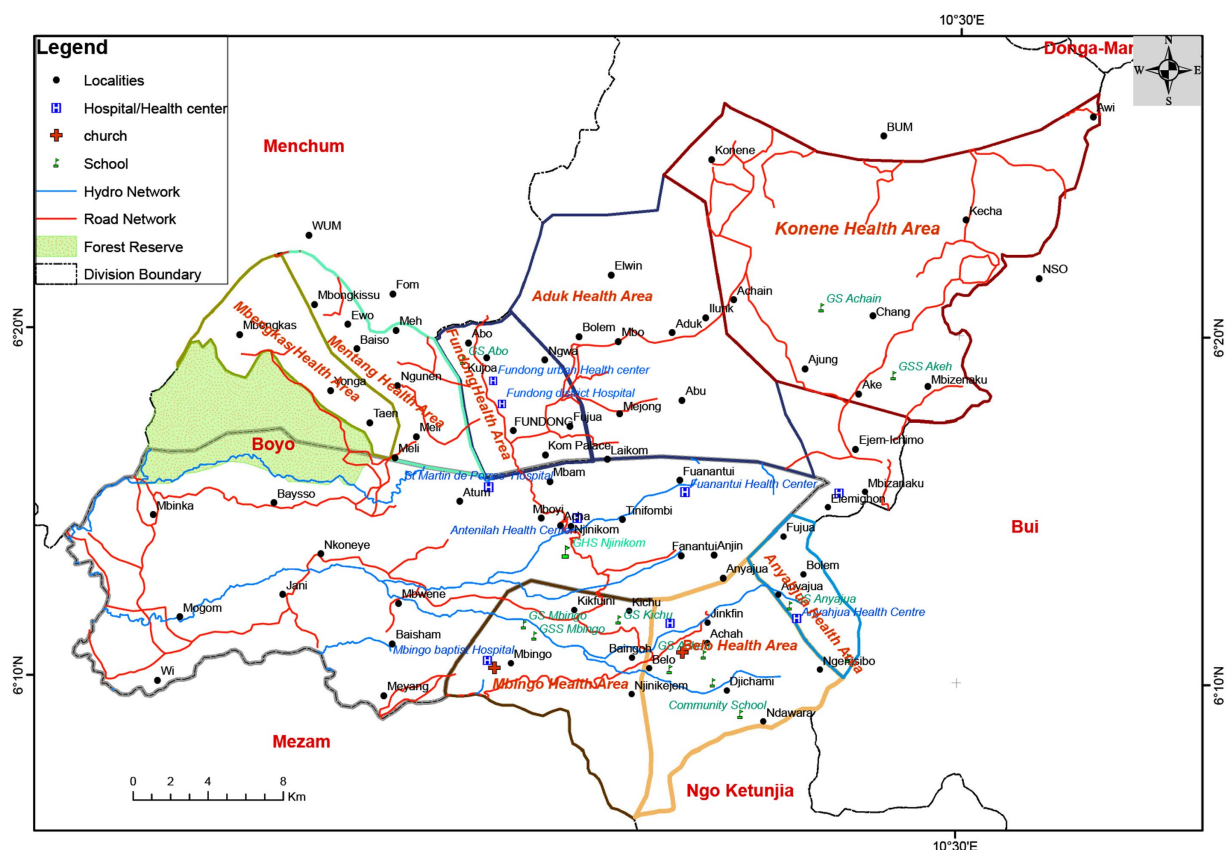 10°30'E
Legend
Localities
Hospital/Health center
church
School
Hydro Network
Road Network
Forest Reserve
Division Boundary
Donga-Mar
N
W
E
S
Menchum
BUM
Awi
Konene
Kecha
Konene Health Area
WUM
NSO
Elwin
Fom
Aduk Health Area
Achain
GS Achain
Mbongkissu
Ilunk
Chang
6°20'N
6°20'N
Mbengkas
Ewo
Meh
Abo
Bolem
Mbo
Aduk
Baiso
GS Abo
Mbengkas Health Area
Mentang Health Area
Fundong Health Area
Kujoa
Ngwa
Fundong urban Health center
Ajung
GSS Akeh
Yonga
Ngunen
Fundong district Hospital
Ake
Mbizenaku
Abu
Taen
Mejong
Fujua
FUNDONG
Meli
Boyo
Meli
Kom Palace
Laikom
Ejem-Ichimo
St Martin de Porres Hospital
Mbam
Fuanantui
Fuanantui Health Center
Mbizanaku
Mbinka
Baysso
Atum
Elemighon
Mboyi
Acha
Tinifombi
Antenilah Health Center
Njinikom
Fujua
Bui
GHS Njinikom
Nkoneye
Fanantui
Anjin
Anyajua
Bolem
Anyajua Health Area
Jani
Mbwene
Anyajua
GS Anyajua
Anyahjua Health Centre
Mogom
Kikfuini
Kichu
GS Mbingo
GS Kichu
Jinkfin
GSS Mbingo
Baisham
Achah
Mbingo baptist Hospital
Belo Health Area
Baingoh
Mbingo
Belo
Ngemsibo
6°10'N
6°10'N
Wi
Mbingo Health Area
Djichami
Meyang
Njinikejem
Community School
Ndawara
Mezam
Ngo Ketunjia
0 2 4 8
Km
10°30'E